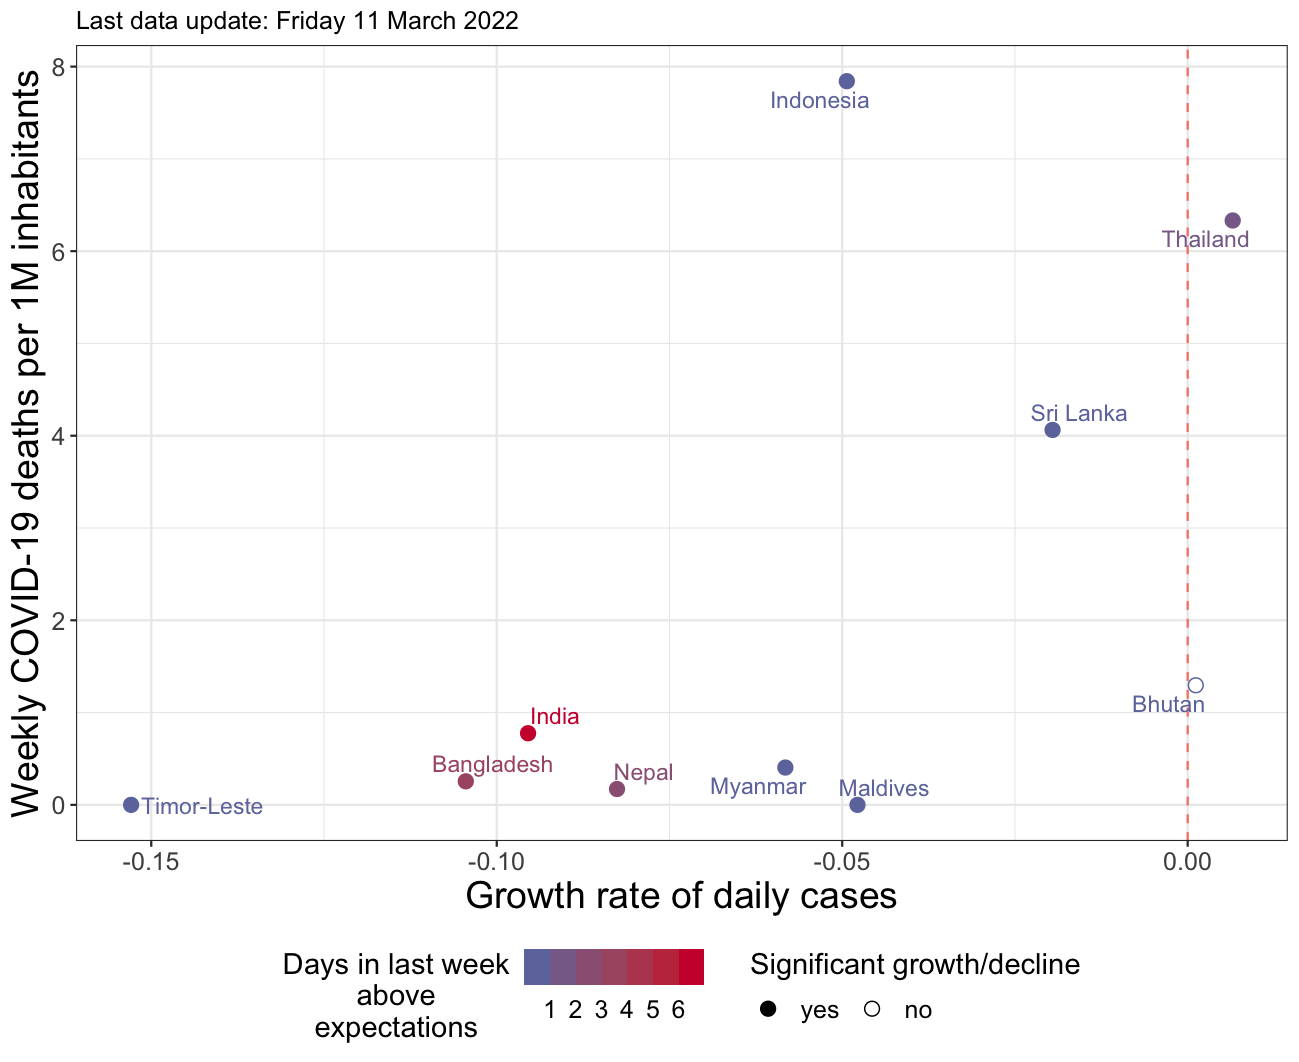 Last data update: Friday 11 March 2022
Weekly COVID-19 deaths per 1M inhabitants
8
6
4
2
0
Indonesia
Thailand
Sri Lanka
Bhutan
India
Bangladesh
Nepal
Myanmar
Maldives
Timor-Leste
-0.15
-0.10
-0.05
0.00
Growth rate of daily cases
Days in last week
above
expectations
1 2 3 4 5 6
Significant growth/decline
yes
no